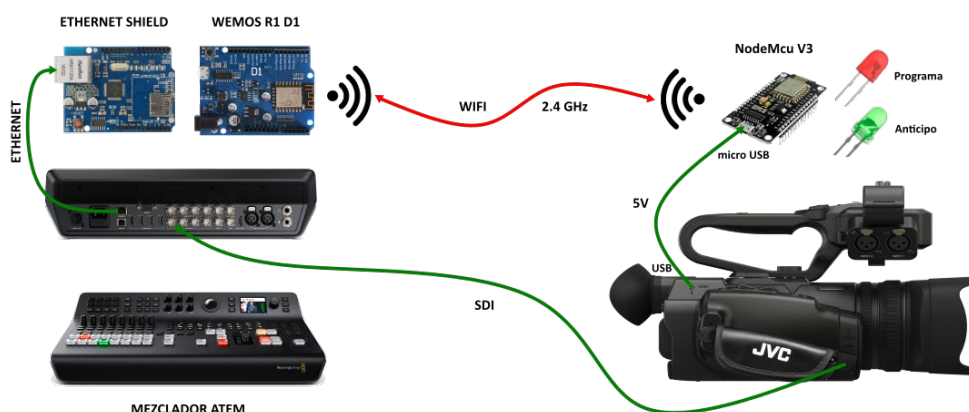 ETHERNET SHIELD
WEMOS R1 D1
D1
ETHERNET
WIFI
2.4 GHz
NodeMcu V3
Programa
Anticipo
micro USB
5V
USB
SDI
JVC
MEZCLADOR ATEM